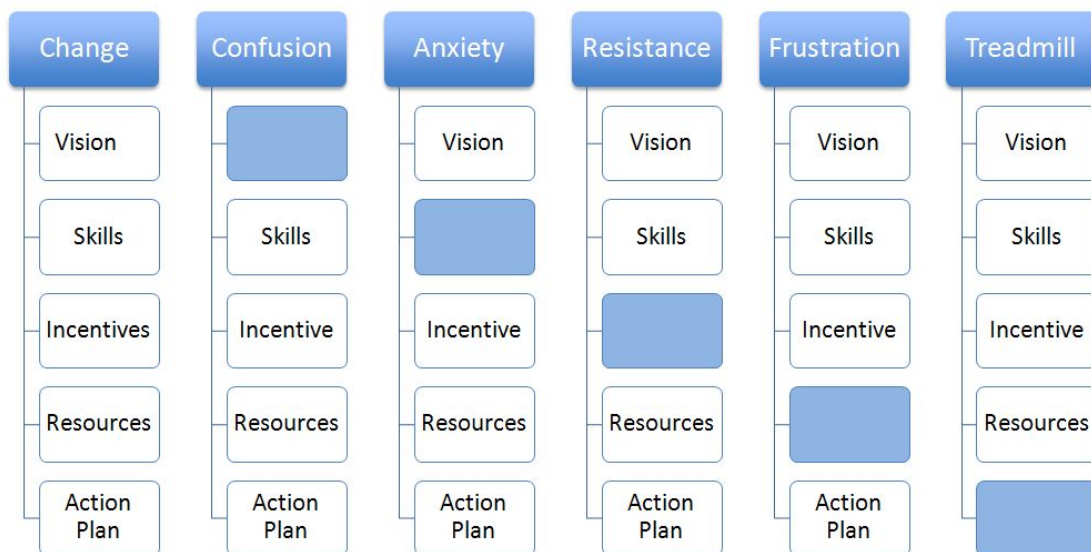 Change
Vision
Skills
Incentives
Resources
Action
Plan
Confusion
Skills
Incentive
Resources
Action
Plan
Anxiety
Vision
Incentive
Resources
Action
Plan
Resistance
Vision
Skills
Resources
Action
Plan
Frustration
Vision
Skills
Incentive
Action
Plan
Treadmill
Vision
Skills
Incentive
Resources